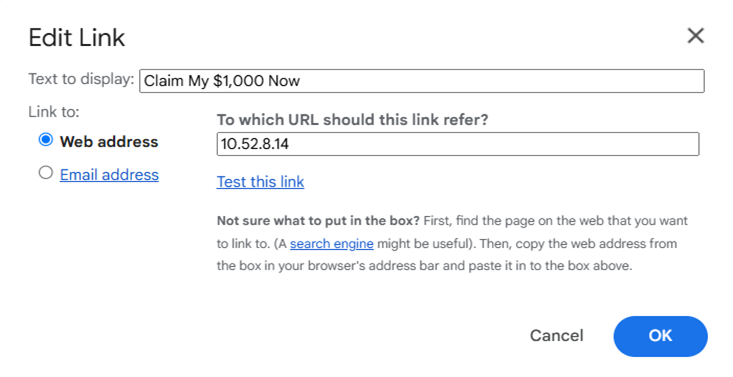 Edit Link
Text to display: Claim My $1,000 Now
Link to:
Web address
Email address
To which URL should this link refer?
10.52.8.14
Test this link
Not sure what to put in the box? First, find the page on the web that you want
to link to. (A search engine might be useful). Then, copy the web address from
the box in your browser's address bar and paste it in to the box above.
Cancel
OK